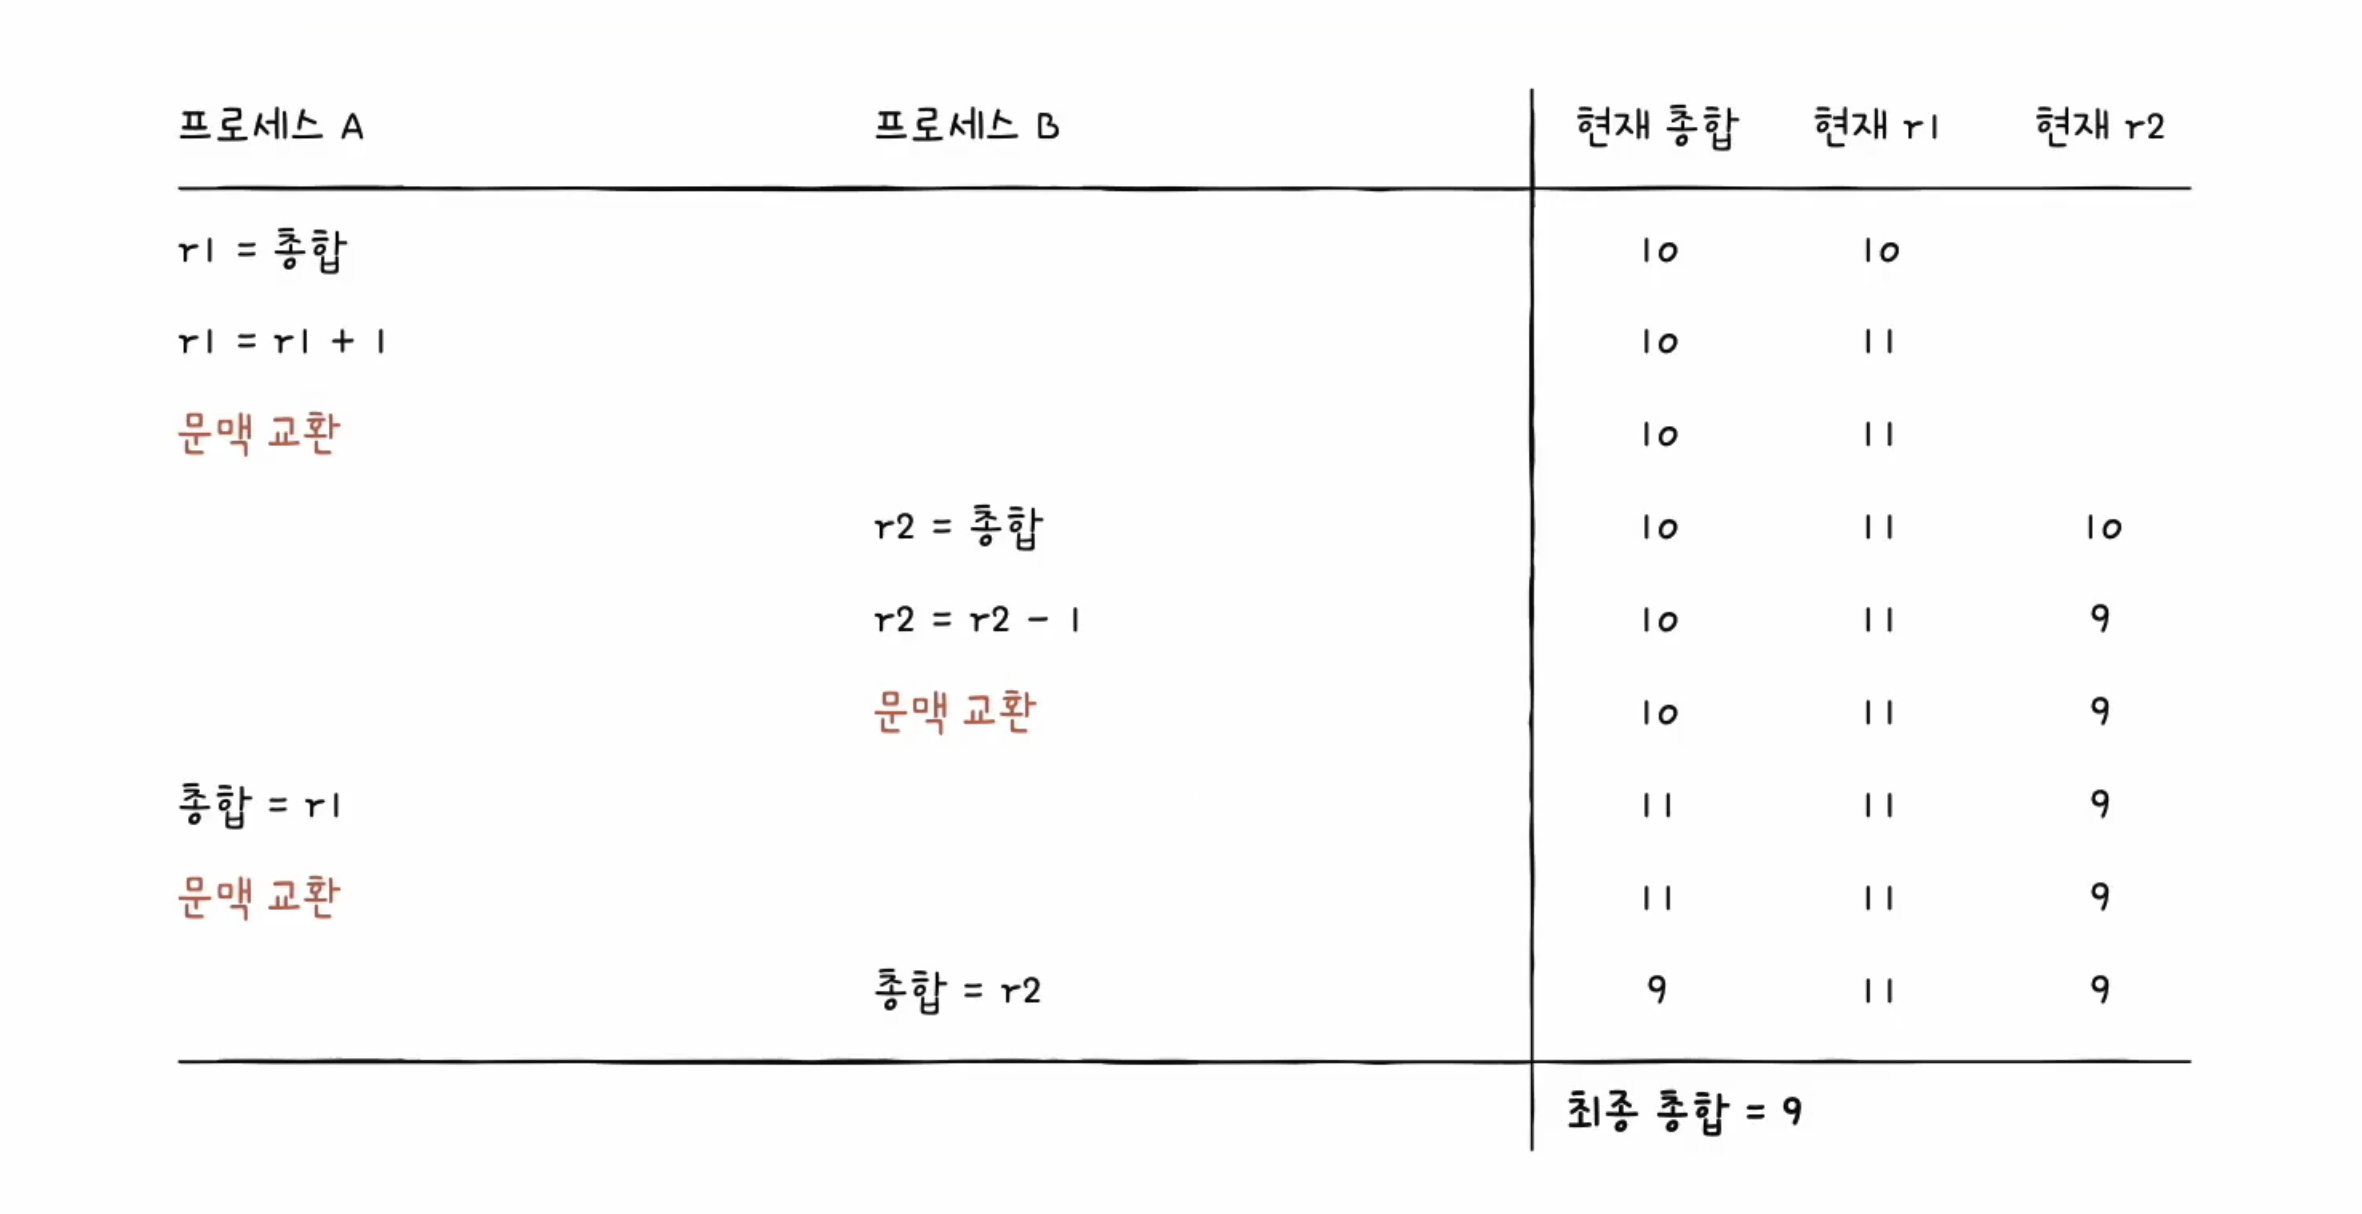 프로세스 A 프로세스 B 현재 총합 현재 r1 현재 r2
r1 = 총합 10 10
r1 = r1 + 1 10 11
문맥 교환 10 11
r2 = 총합 10 11 10
r2 = r2 - 1 10 11 9
문맥 교환 10 11 9
총합 = r1 11 11 9
문맥 교환 11 11 9
총합 = r2 9 11 9
최종 총합 = 9